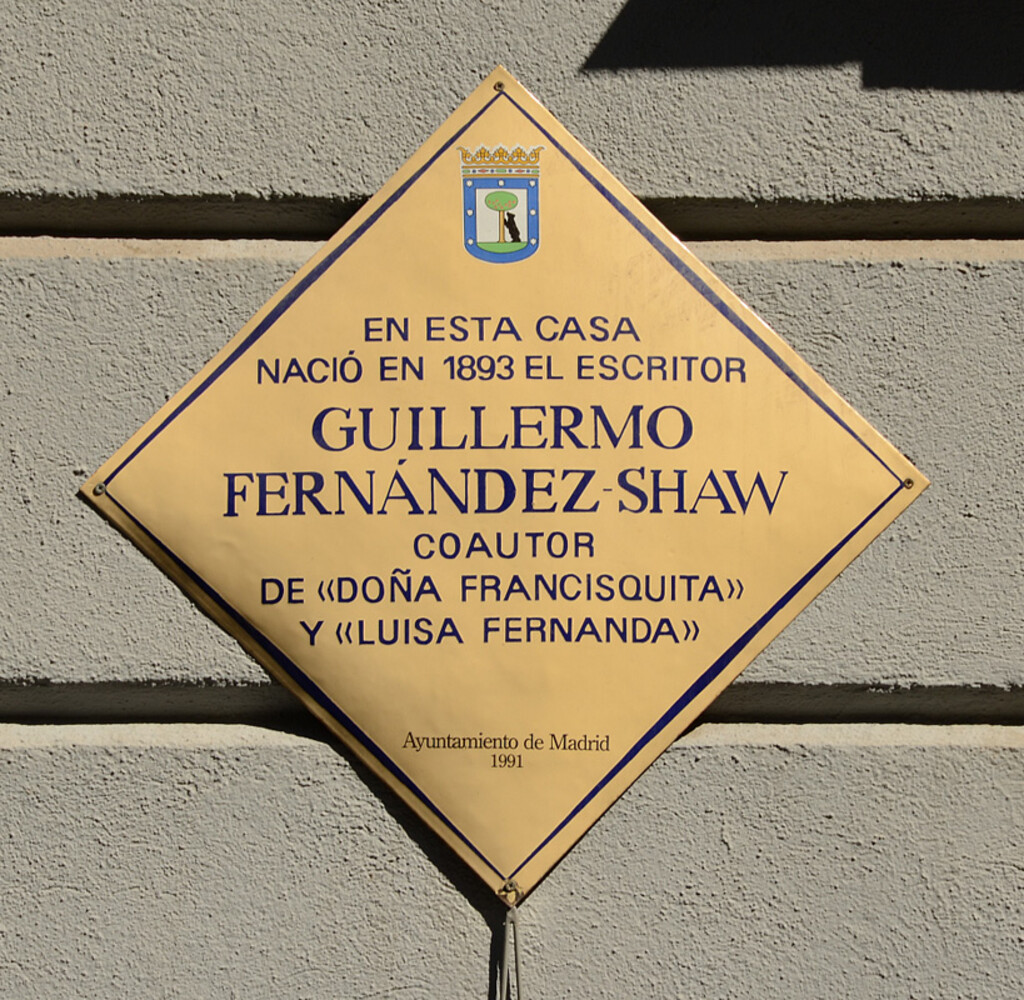 EN ESTA CASA
NACIÓ EN 1893 EL ESCRITOR
GUILLERMO
FERNÁNDEZ-SHAW
COAUTOR
DE «DOÑA FRANCISQUITA»
Y «LUISA FERNANDA»
Ayuntamiento de Madrid
1991